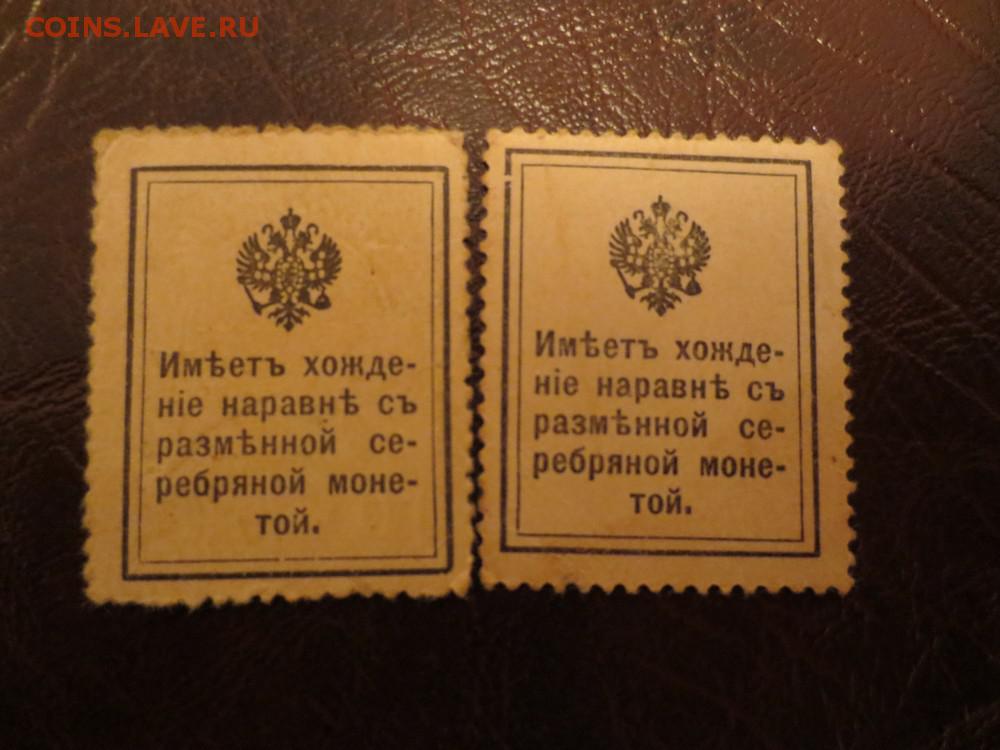 COINS.LAVE.RU
Имѣетъ хожде-
ніе наравнѣ съ
размѣнной се-
ребряной моне-
той.
Имѣетъ хожде-
ніе наравнѣ съ
размѣнной се-
ребряной моне-
той.